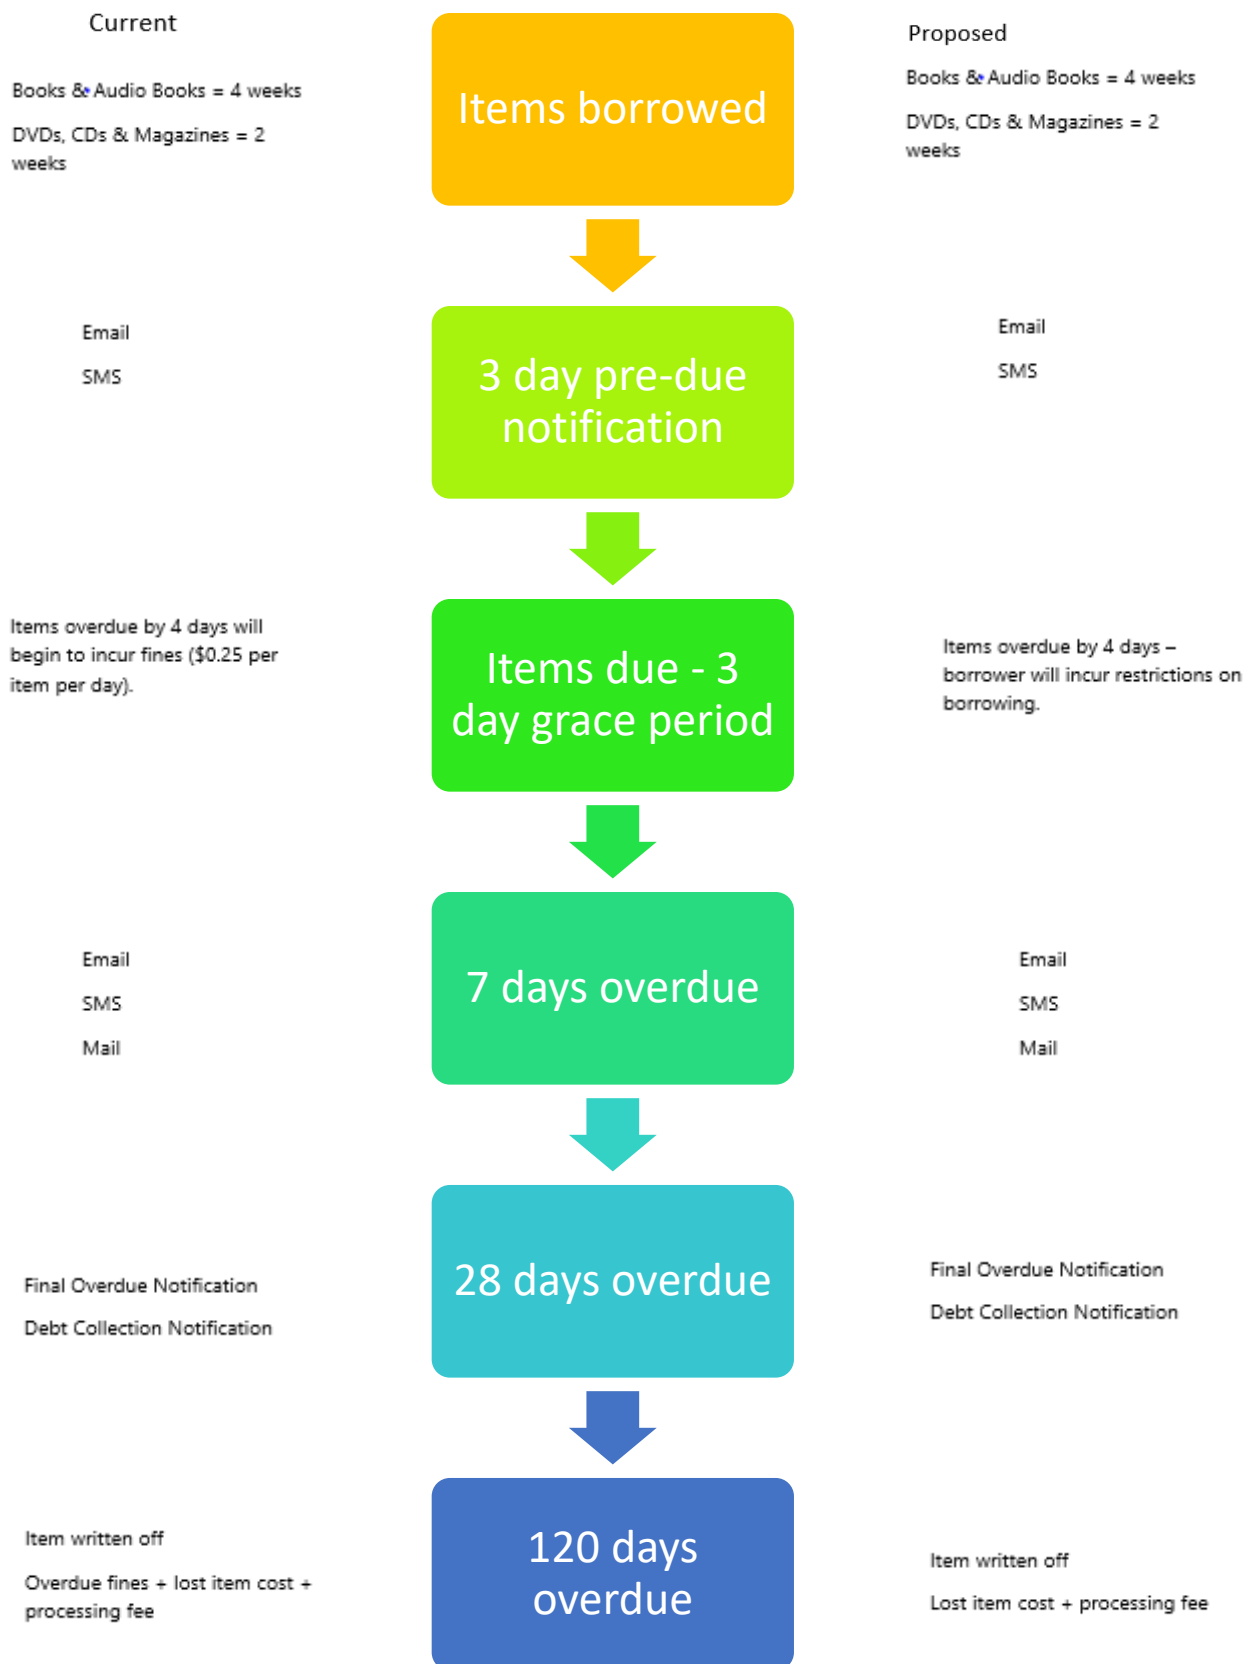 Current
Proposed
Items borrowed
Books & Audio Books = 4 weeks
DVDs, CDs & Magazines = 2
weeks
Books & Audio Books = 4 weeks
DVDs, CDs & Magazines = 2
weeks
3 day pre-due
notification
Email
SMS
Email
SMS
Items due - 3
day grace period
Items overdue by 4 days will
begin to incur fines ($0.25 per
item per day).
Items overdue by 4 days –
borrower will incur restrictions on
borrowing.
7 days overdue
Email
SMS
Mail
Email
SMS
Mail
28 days overdue
Final Overdue Notification
Debt Collection Notification
Final Overdue Notification
Debt Collection Notification
120 days
overdue
Item written off
Overdue fines + lost item cost +
processing fee
Item written off
Lost item cost + processing fee